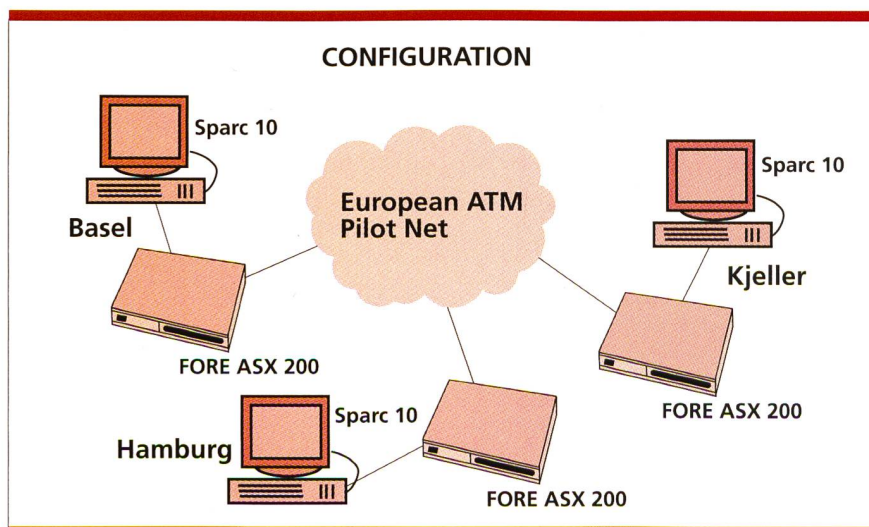 CONFIGURATION
Sparc 10
Basel
FORE ASX 200
European ATM
Pilot Net
Sparc 10
Kjeller
FORE ASX 200
Sparc 10
Hamburg
FORE ASX 200